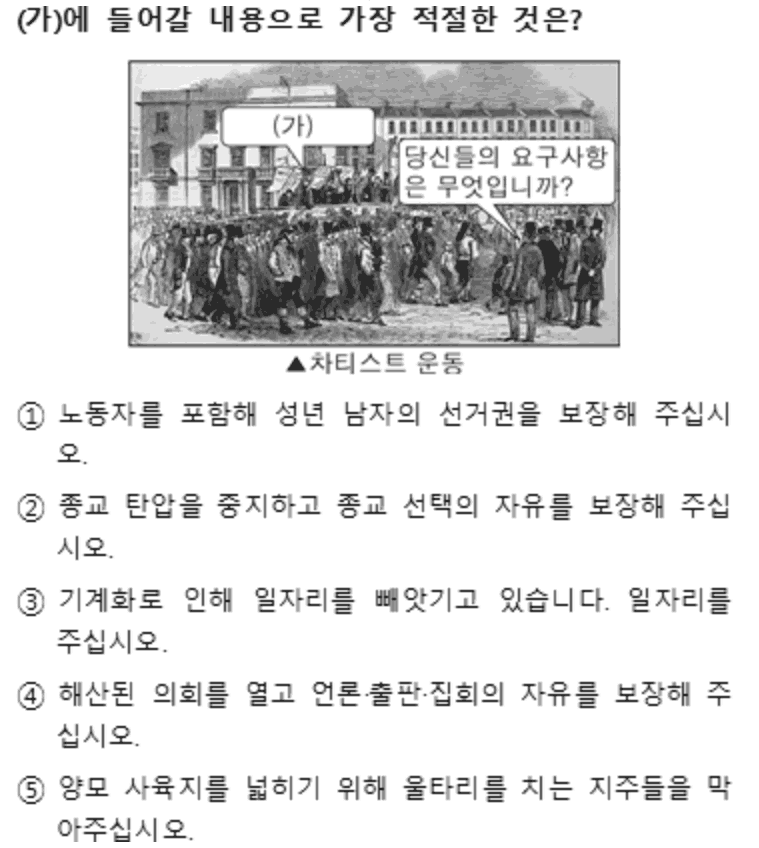 (가)에 들어갈 내용으로 가장 적절한 것은?
(가)
당신들의 요구사항
은 무엇입니까?
▲차티스트 운동
① 노동자를 포함해 성년 남자의 선거권을 보장해 주십시
오.
② 종교 탄압을 중지하고 종교 선택의 자유를 보장해 주십
시오.
③ 기계화로 인해 일자리를 빼앗기고 있습니다. 일자리를
주십시오.
④ 해산된 의회를 열고 언론·출판·집회의 자유를 보장해 주
십시오.
⑤ 양모 사육지를 넓히기 위해 울타리를 치는 지주들을 막
아주십시오.